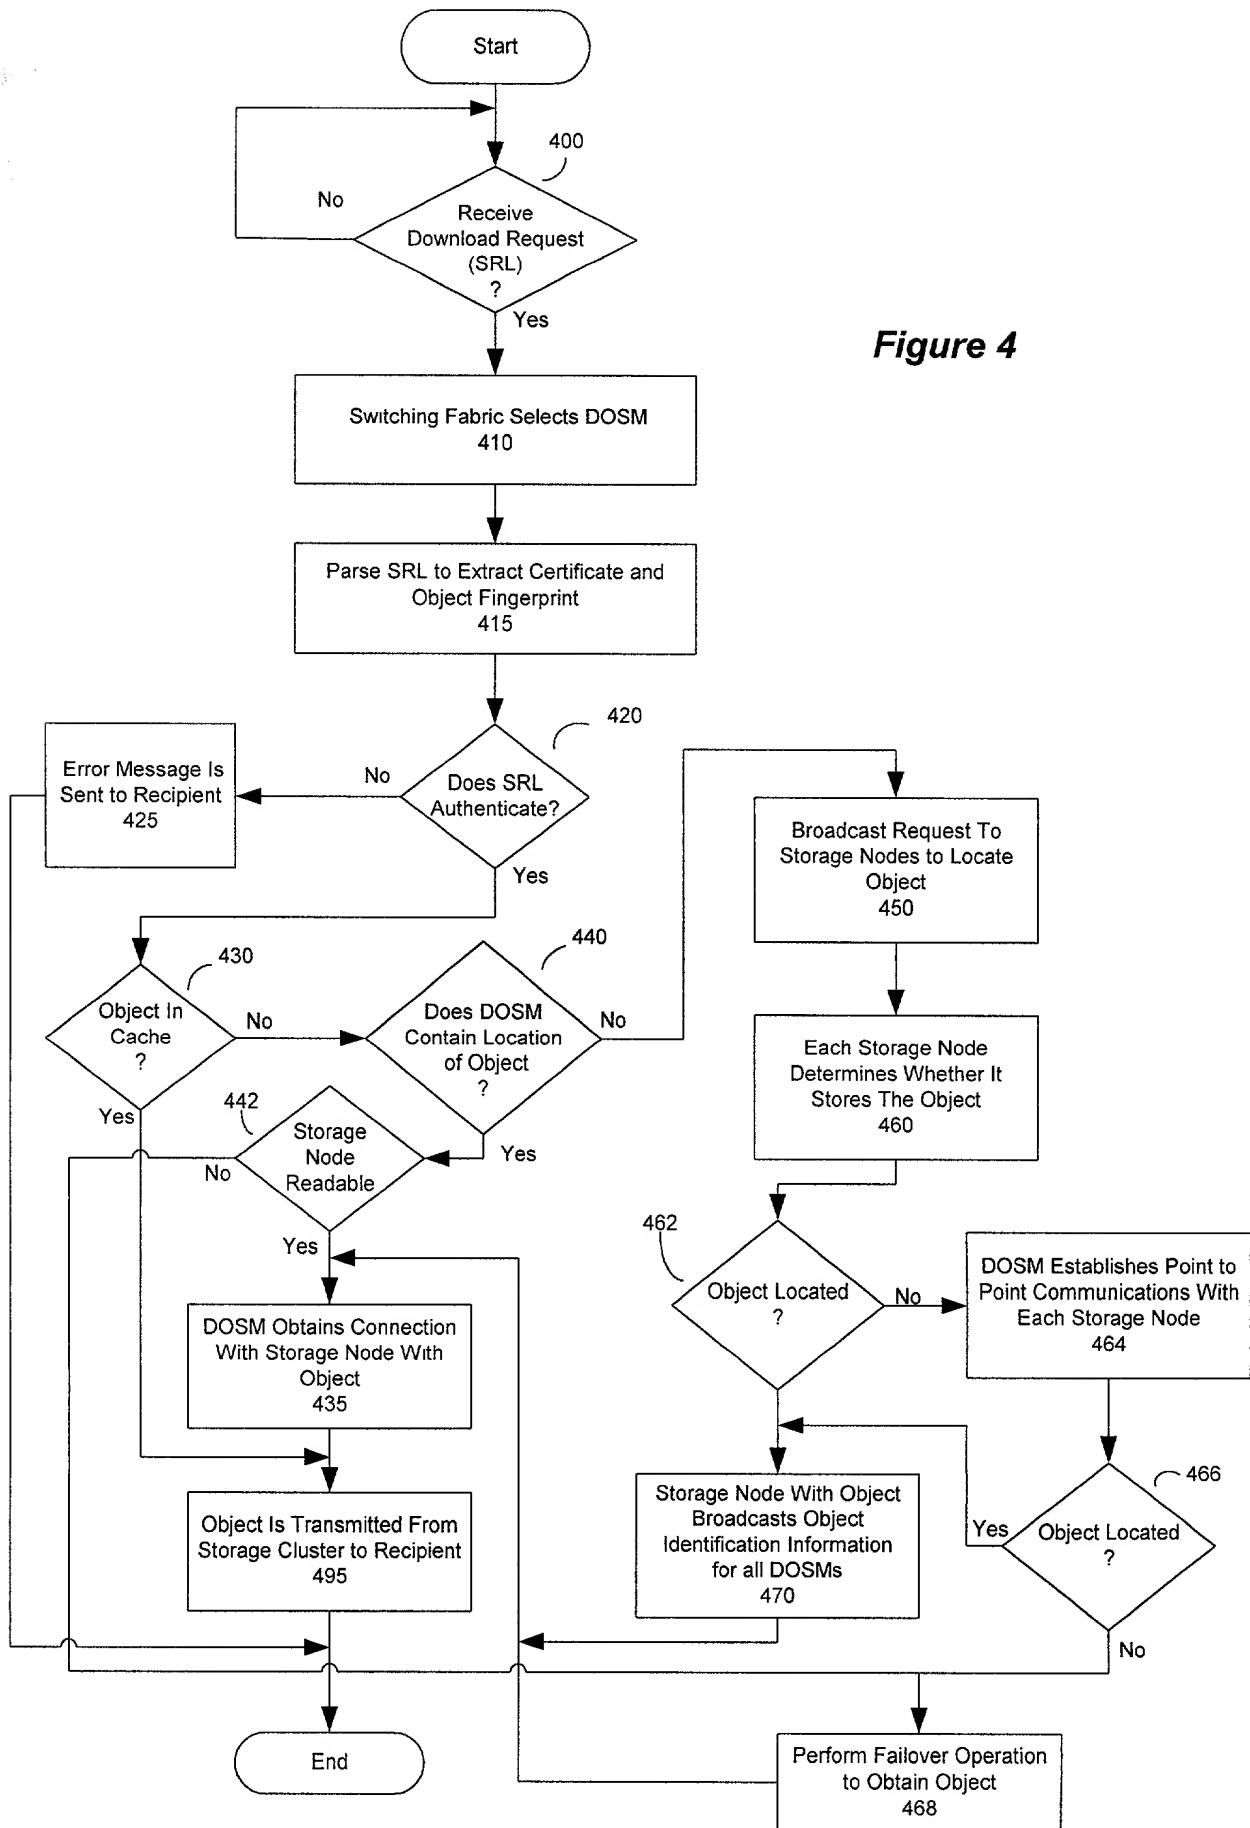 Start
400
No
Receive
Download Request
(SRL)
?
Yes
Figure 4
Switching Fabric Selects DOSM
410
Parse SRL to Extract Certificate and
Object Fingerprint
415
420
Error Message Is
Sent to Recipient
425
No
Does SRL
Authenticate?
Yes
Broadcast Request To
Storage Nodes to Locate
Object
450
430
440
Object In
Cache
?
No
Does DOSM
Contain Location
of Object
?
No
Each Storage Node
Determines Whether It
Stores The Object
460
Yes
442
Storage
Node
Readable
Yes
No
Yes
462
Object Located
?
No
DOSM Establishes Point to
Point Communications With
Each Storage Node
464
DOSM Obtains Connection
With Storage Node With
Object
435
466
Storage Node With Object
Broadcasts Object
Identification Information
for all DOSMs
470
Yes
Object Located
?
Object Is Transmitted From
Storage Cluster to Recipient
495
No
End
Perform Failover Operation
to Obtain Object
468